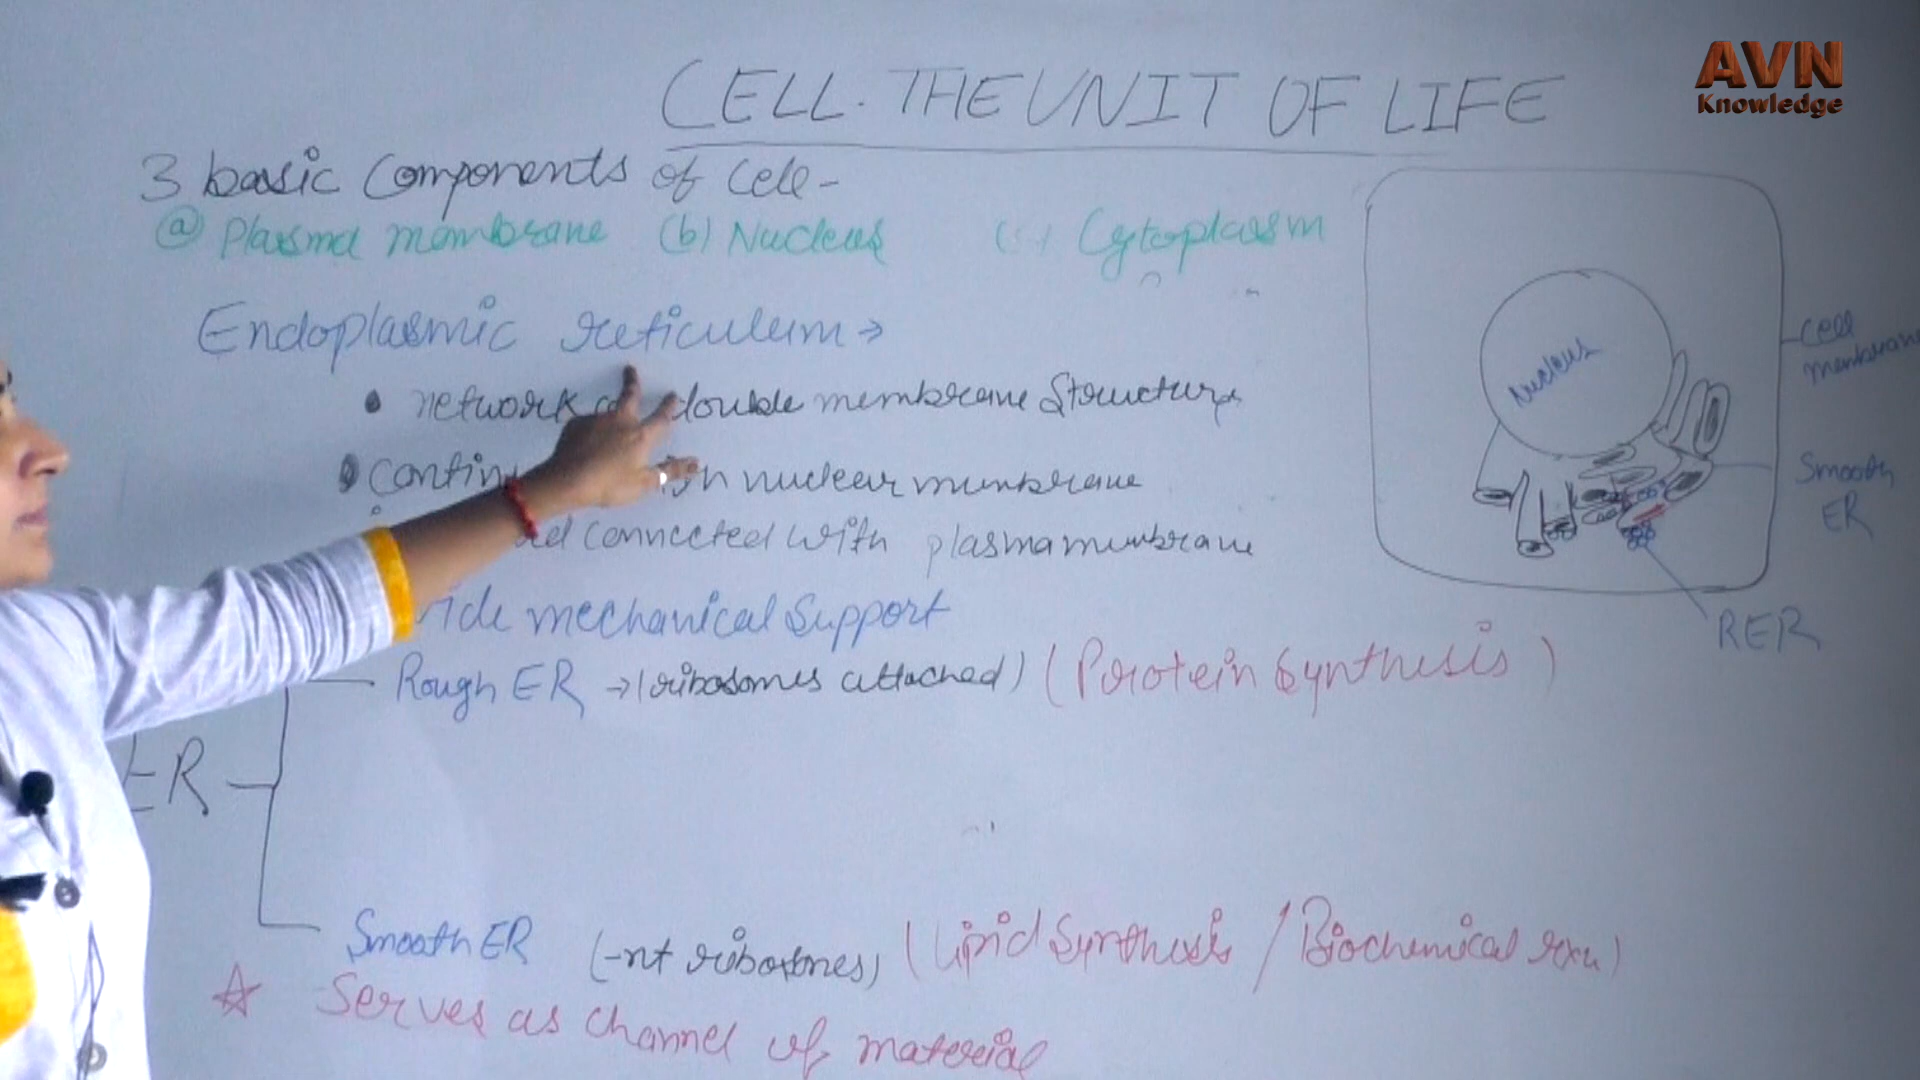 CELL. THE UNIT OF LIFE
AVN
Knowledge
3 basic components of cell -
(a) Plasma membrane (b) Nucleus (c) Cytoplasm
Endoplasmic reticulum →
• network double membrane structure
• nuclear membrane
connected with plasma membrane
mechanical support
Rough ER → (ribosomes attached) (Protein synthesis)
ER
Smooth ER (-nt ribosomes) (Lipid synthesis / Biochemical rxn)
☆ Serves as channel of material
Nucleus
cell
membrane
Smooth
ER
RER